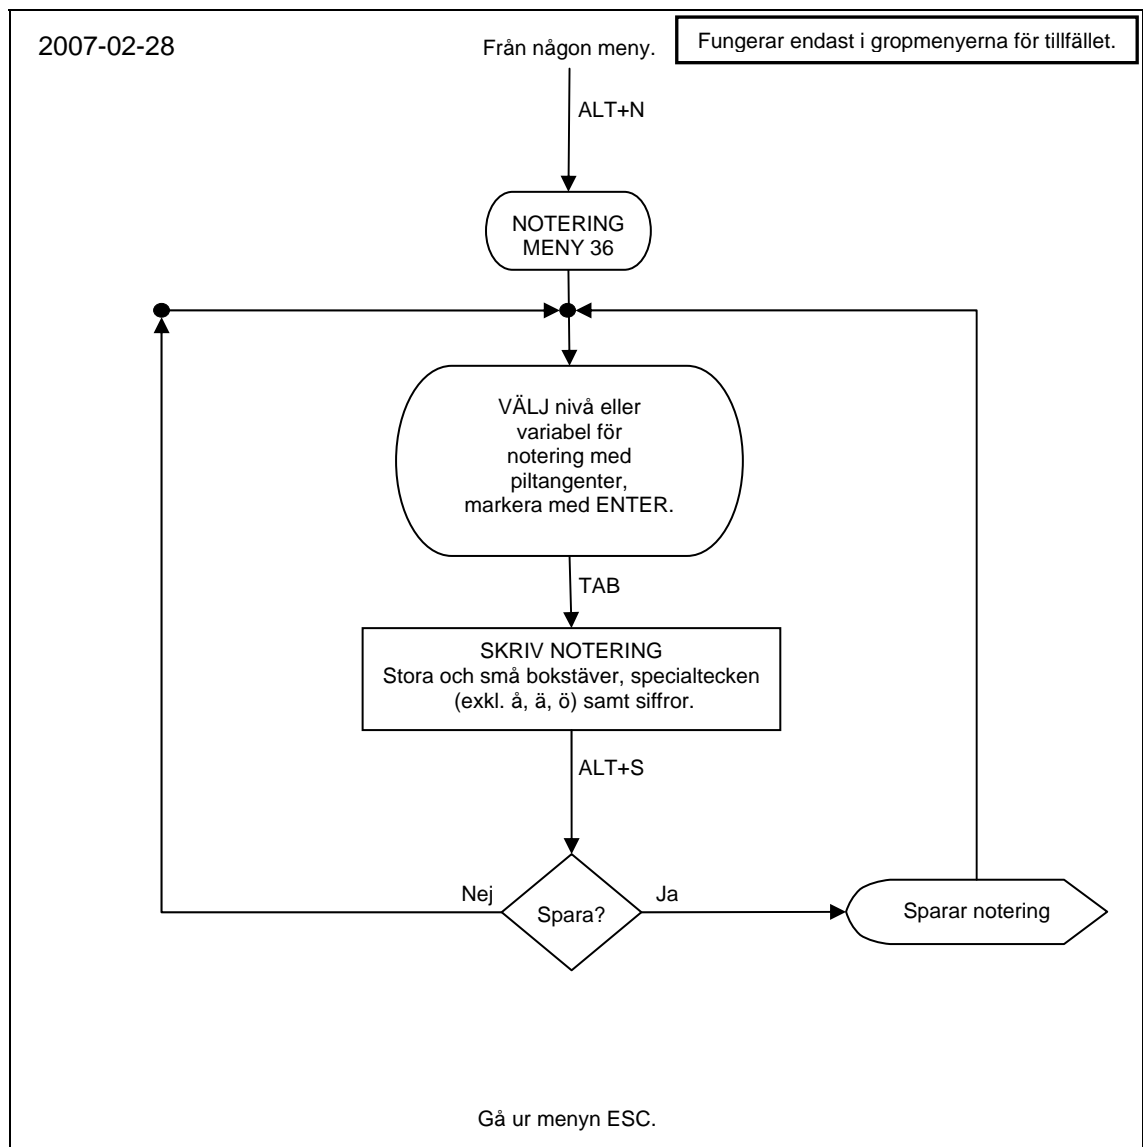 2007-02-28
Från någon meny.
Fungerar endast i gropmenyerna för tillfället.
ALT+N
NOTERING
MENY 36
VÄLJ nivå eller
variabel för
notering med
piltangenter,
markera med ENTER.
TAB
SKRIV NOTERING
Stora och små bokstäver, specialtecken
(exkl. å, ä, ö) samt siffror.
ALT+S
Nej
Spara?
Ja
Sparar notering
Gå ur menyn ESC.